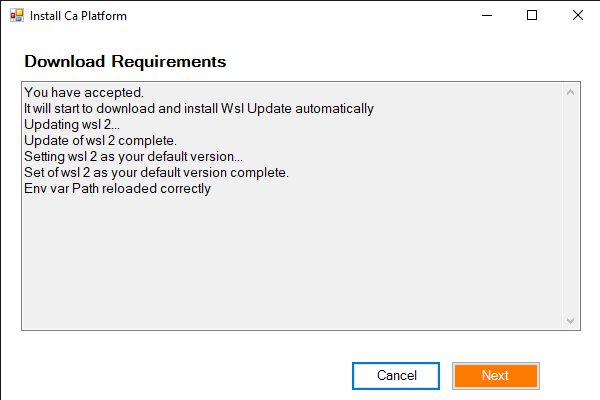 Install Ca Platform
Download Requirements
You have accepted.
It will start to download and install Wsl Update automatically
Updating wsl 2...
Update of wsl 2 complete.
Setting wsl 2 as your default version...
Set of wsl 2 as your default version complete.
Env var Path reloaded correctly
Cancel
Next